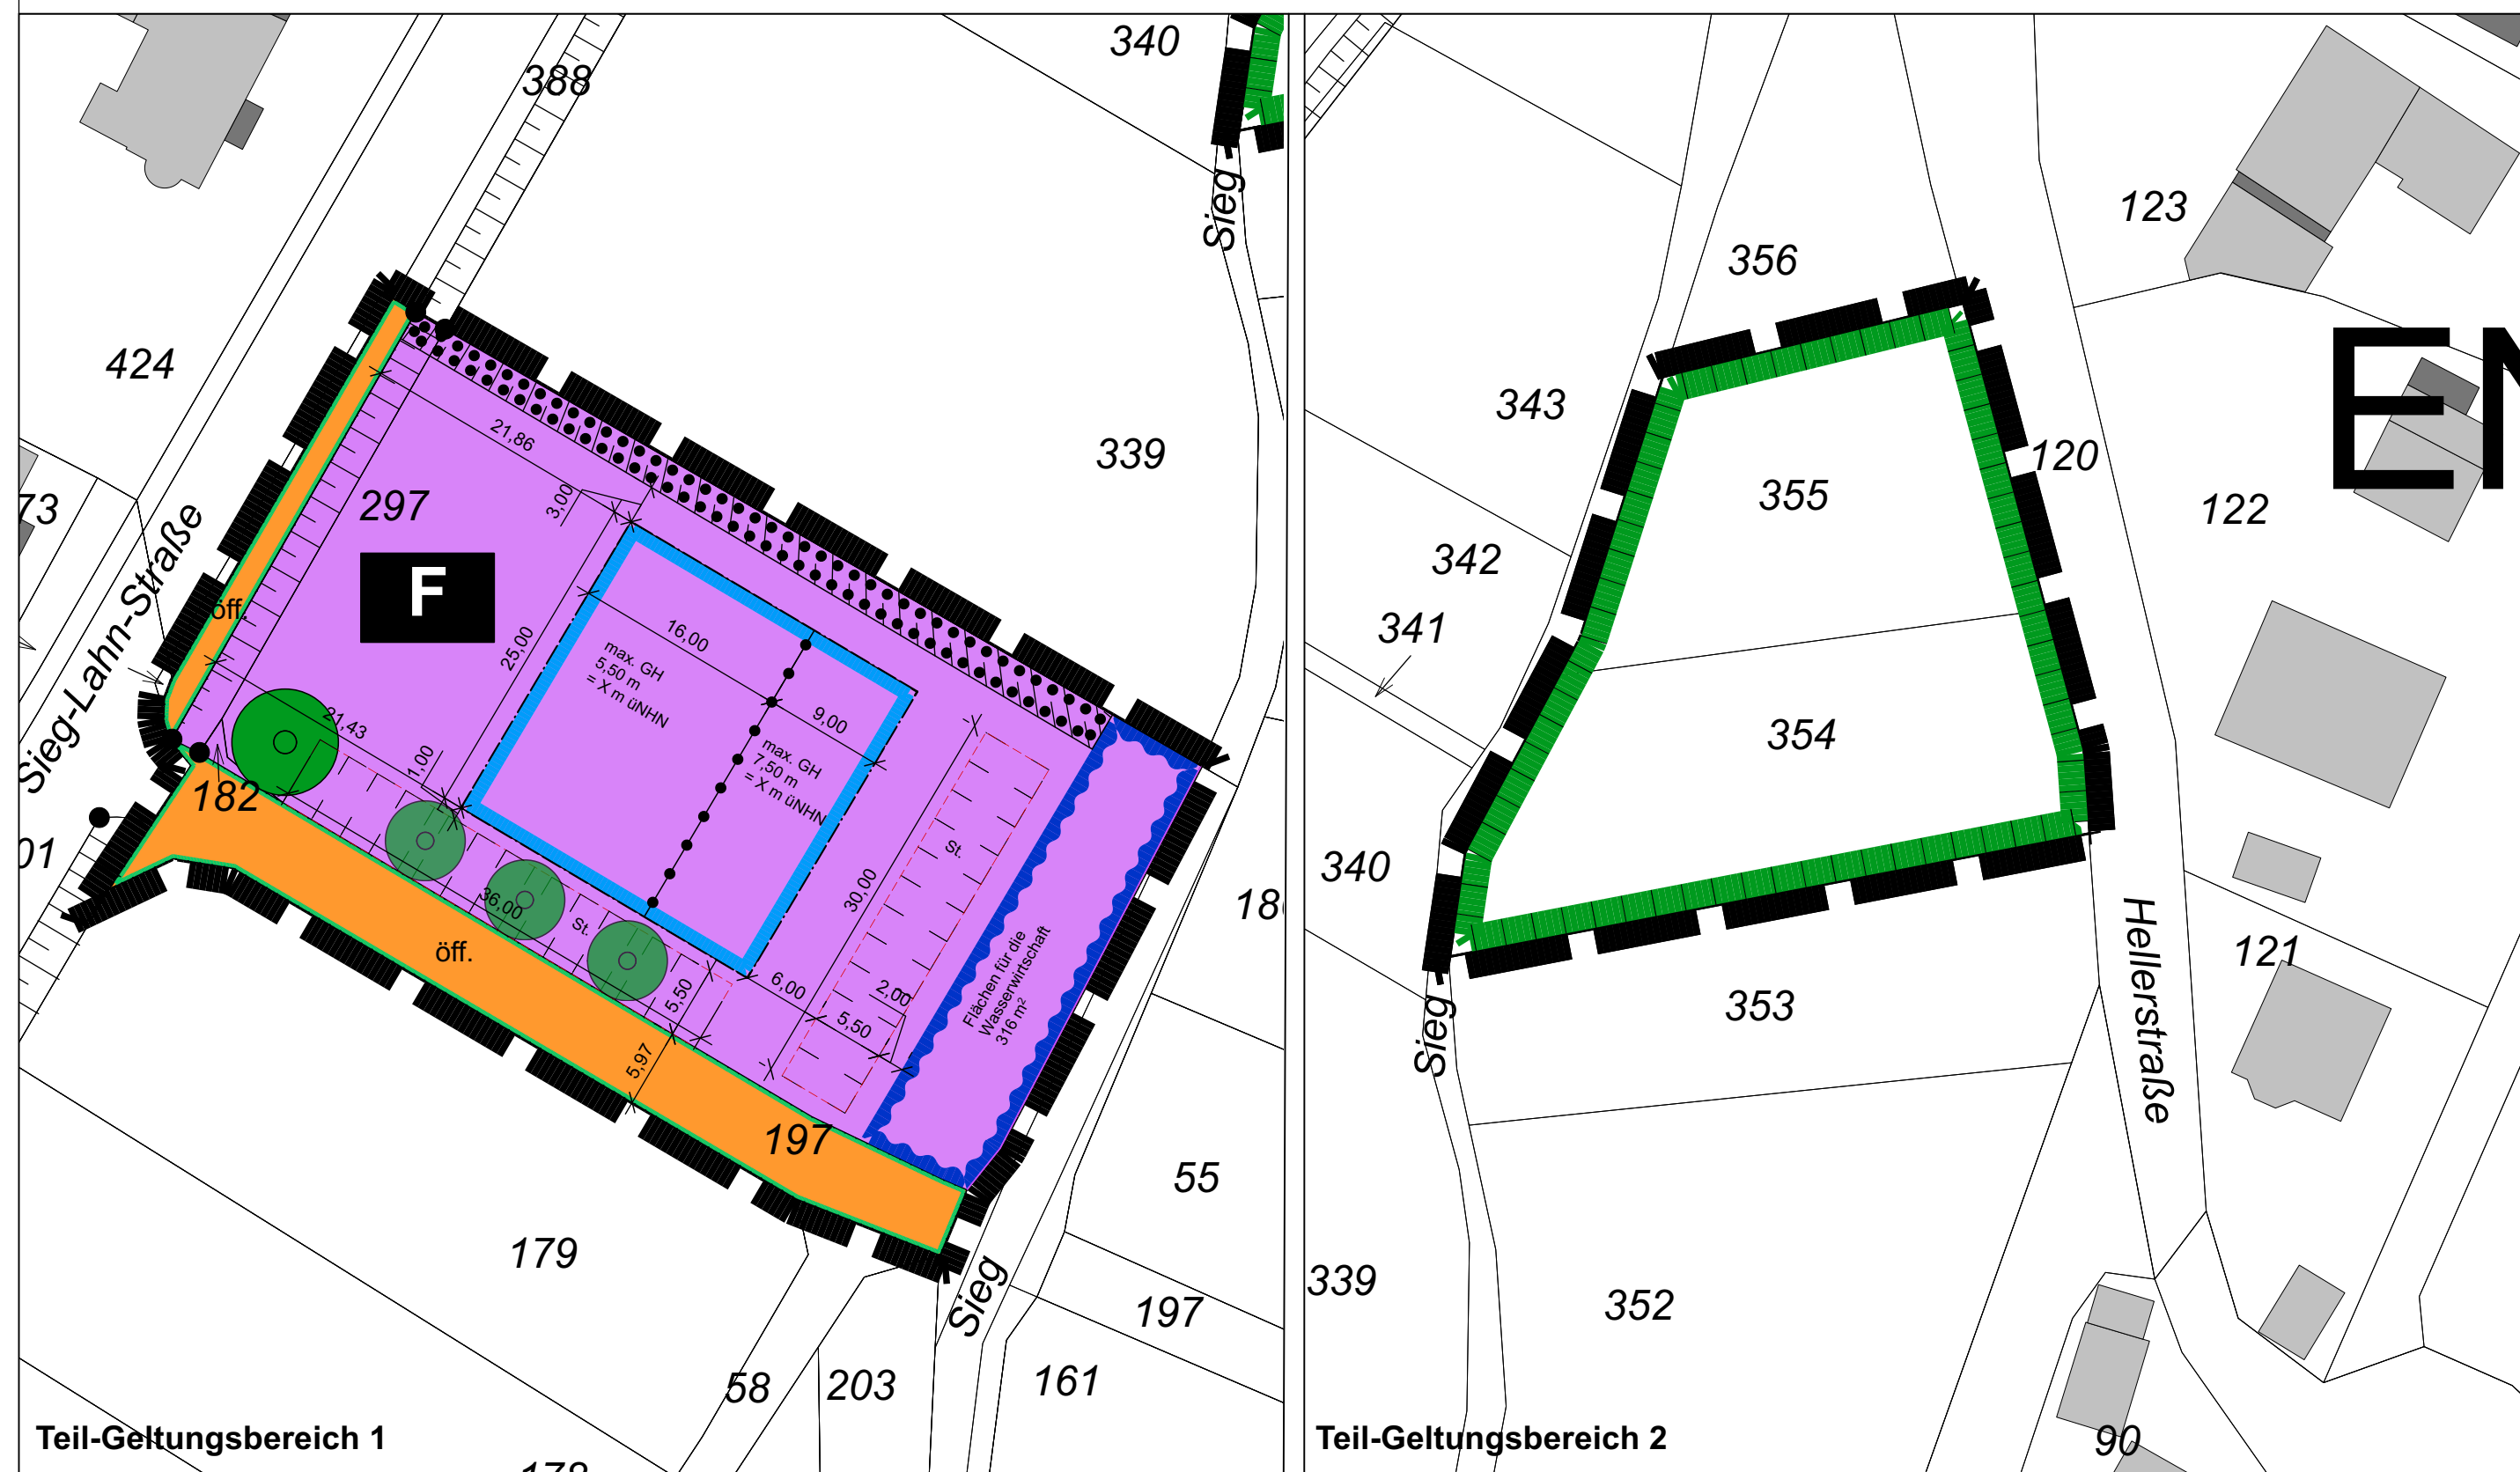 388
340
Sieg
424
339
73
297
F
21,86
3,00
öff.
Sieg-Lahn-Straße
25,00
16,00
max. GH
5,50 m
= X m üNHN
9,00
max. GH
7,50 m
= X m üNHN
21,43
1,00
182
01
36,00
St.
öff.
5,50
5,97
30,00
St.
6,00
2,00
5,50
Flächen für die
Wasserwirtschaft
316 m²
197
179
Sieg
55
197
161
58
203
Teil-Geltungsbereich 1
356
123
343
355
120
122
342
341
354
340
353
121
Sieg
Hellerstraße
339
352
90
Teil-Geltungsbereich 2